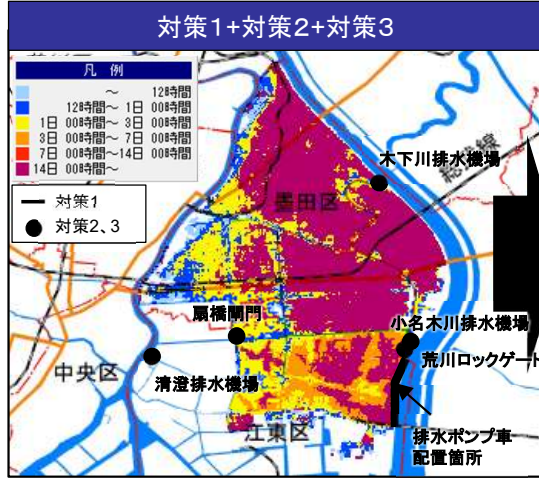 対策1+対策2+対策3
凡 例
～ 12時間
12時間～ 1日 00時間
1日 00時間～ 3日 00時間
3日 00時間～ 7日 00時間
7日 00時間～14日 00時間
14日 00時間～
対策1
対策2、3
木下川排水機場
総武線
墨田区
扇橋閘門
小名木川排水機場
荒川ロックゲート
中央区
清澄排水機場
江東区
排水ポンプ車
配置箇所